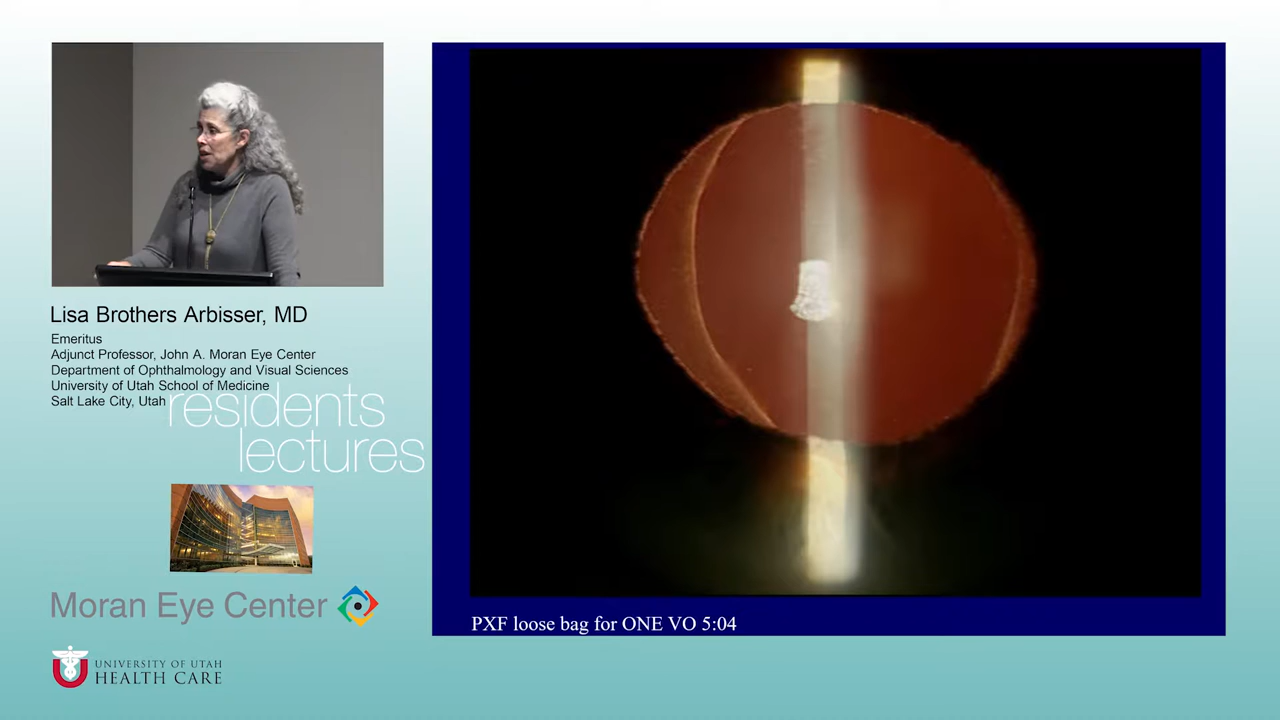 Lisa Brothers Arbisser, MD
Emeritus
Adjunct Professor, John A. Moran Eye Center
Department of Ophthalmology and Visual Sciences
University of Utah School of Medicine
Salt Lake City, Utah
residents
lectures
Moran Eye Center
UNIVERSITY OF UTAH
HEALTH CARE
PXF loose bag for ONE VO 5:04